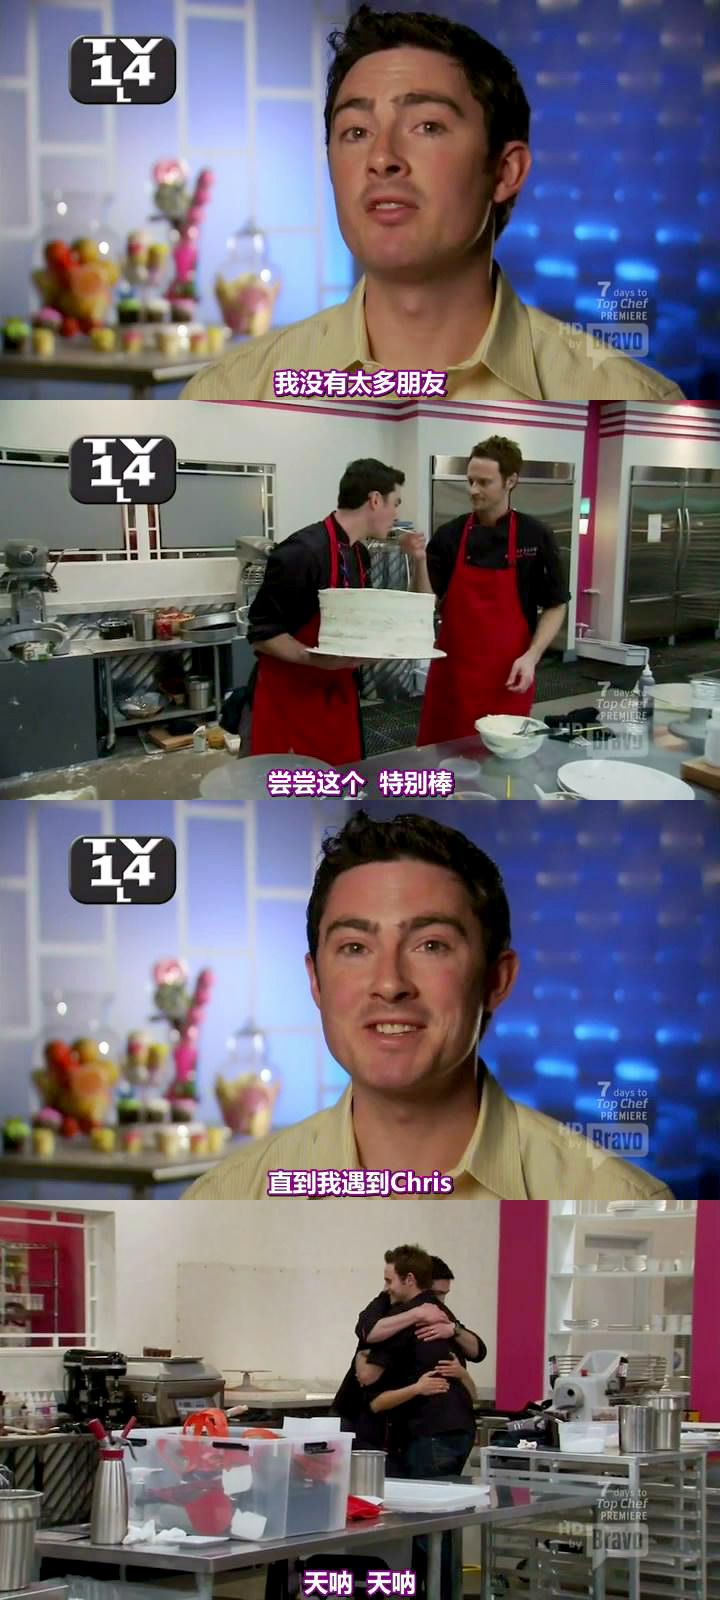 TV
14
L
7 days to
Top Chef
PREMIERE
HD
by Bravo
我没有太多朋友
TV
14
L
7 days to
Top Chef
PREMIERE
HD
by Bravo
尝尝这个 特别棒
TV
14
L
7 days to
Top Chef
PREMIERE
HD
by Bravo
直到我遇到Chris
7 days to
Top Chef
PREMIERE
HD
by Bravo
天呐 天呐